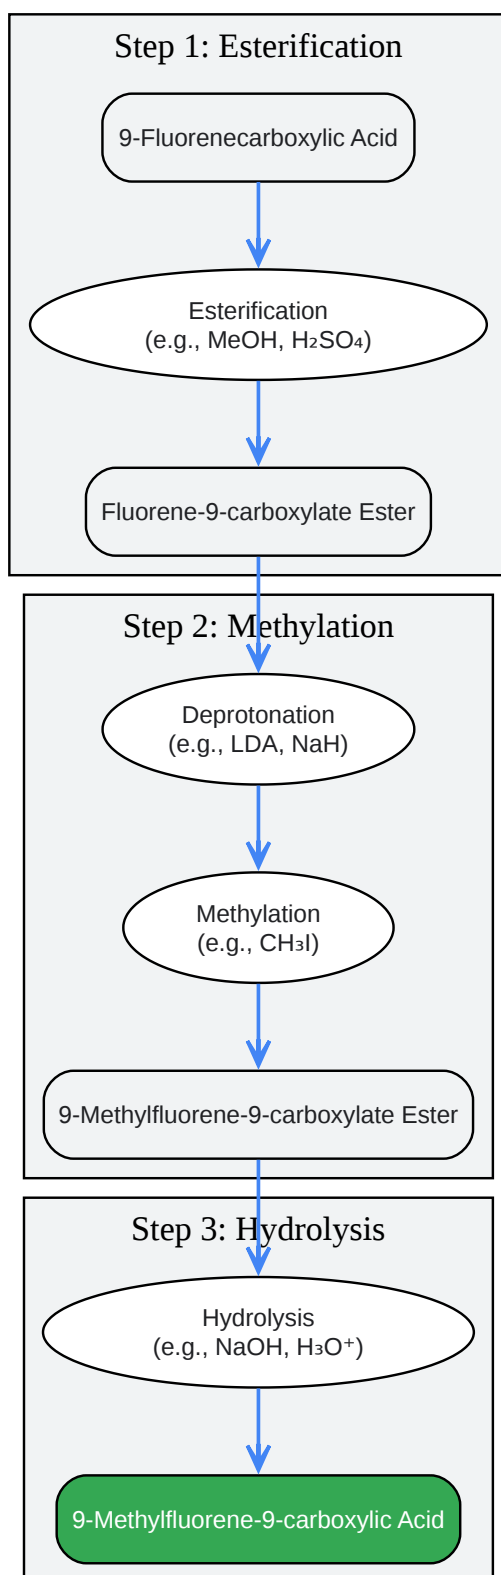 Step 1: Esterification
9-Fluorenecarboxylic Acid
Esterification
(e.g., MeOH, H₂SO₄)
Fluorene-9-carboxylate Ester
Step 2: Methylation
Deprotonation
(e.g., LDA, NaH)
Methylation
(e.g., CH₃I)
9-Methylfluorene-9-carboxylate Ester
Step 3: Hydrolysis
Hydrolysis
(e.g., NaOH, H₃O⁺)
9-Methylfluorene-9-carboxylic Acid